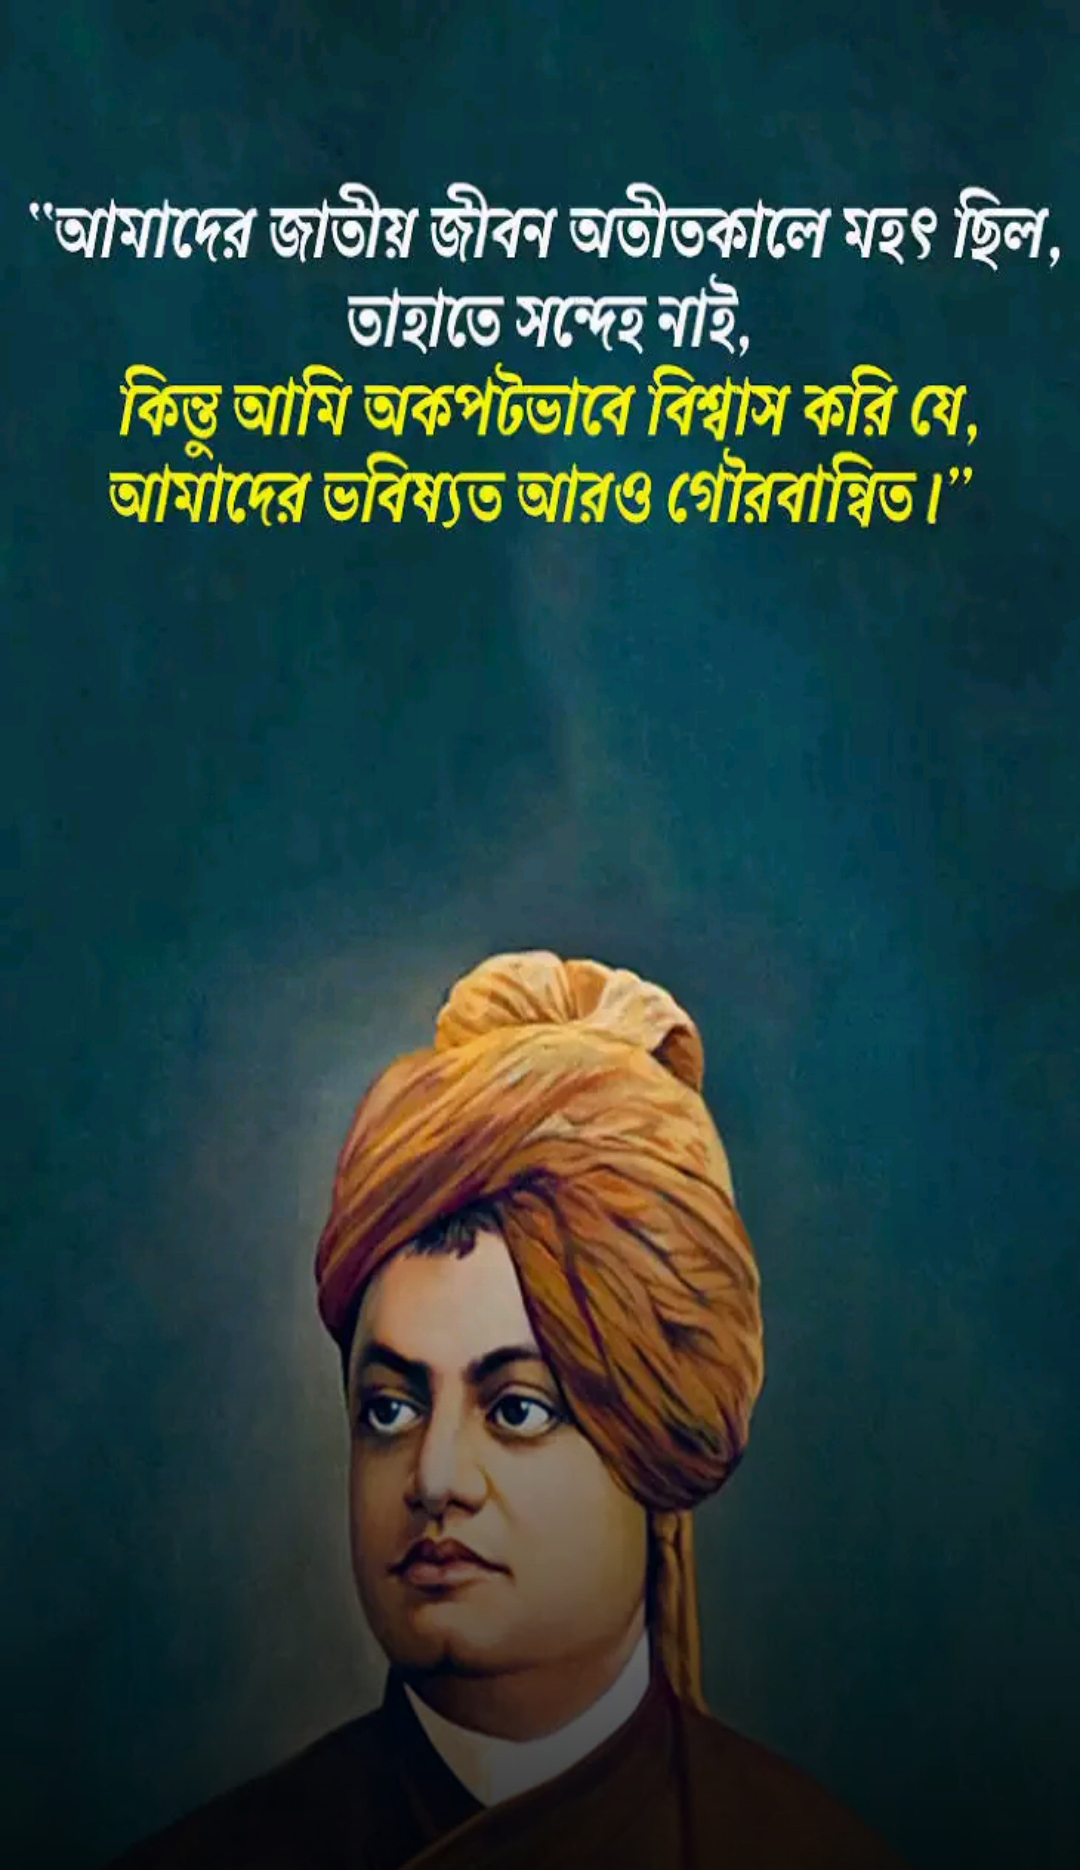 “আমাদের জাতীয় জীবন অতীতকালে মহৎ ছিল,
তাহাতে সন্দেহ নাই,
কিন্তু আমি অকপটভাবে বিশ্বাস করি যে,
আমাদের ভবিষ্যত আরও গৌরবান্বিত।”